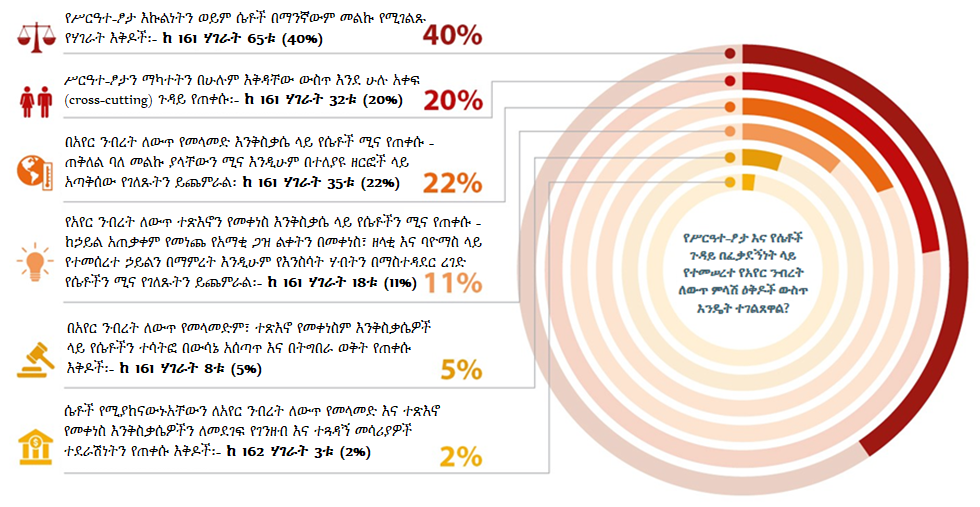 የሥርዓተ-ፆታ እኩልነትን ወይም ሴቶች በማንኛውም መልኩ የሚገልጹ
የሃገራት እቅዶች፡- ከ 161 ሃገራት 65ቱ (40%)
40%
ሥርዓተ-ፆታን ማካተትን በሁሉም እቅዳቸው ውስጥ እንደ ሁሉ አቀፍ
(cross-cutting) ጉዳይ የጠቀሱ:- ከ 161 ሃገራት 32ቱ (20%)
20%
በአየር ንብረት ለውጥ የመላመድ እንቅስቃሴ ላይ የሴቶች ሚና የጠቀሱ -
ጠቅለል ባለ መልኩ ያላቸውን ሚና እንዲሁም በተለያዩ ዘርፎች ላይ
አጣቅሰው የገለጹትን ይጨምራል፡ ከ 161 ሃገራት 35ቱ (22%)
22%
የአየር ንብረት ለውጥ ተጽእኖን የመቀነስ እንቅስቃሴ ላይ የሴቶችን ሚና የጠቀሱ -
ከኃይል አጠቃቀም የመነጨ የአማቂ ጋዝ ልቀትን በመቀነስ፣ ዘላቂ እና ባዮማስ ላይ
የተመሰረተ ኃይልን በማምረት እንዲሁም የእንስሳት ሃብትን በማስተዳደር ረገድ
የሴቶችን ሚና የገለጹትን ይጨምራል:- ከ 161 ሃገራት 18ቱ (11%)
11%
በአየር ንብረት ለውጥ የመላመድም፣ ተጽእኖ የመቀነስም እንቅስቃሴዎች
ላይ የሴቶችን ተሳትፎ በውሳኔ አሰጣጥ እና በትግበራ ወቅት የጠቀሱ
እቅዶች፡- ከ 161 ሃገራት 8ቱ (5%)
5%
ሴቶች የሚያከናውኑአቸውን ለአየር ንብረት ለውጥ የመላመድ እና ተጽእኖ
የመቀነስ እንቅስቃሴዎችን ለመደገፍ የገንዘብ እና ተጓዳኝ መሳሪያዎች
ተደራሽነትን የጠቀሱ እቅዶች፡- ከ 162 ሃገራት 3ቱ (2%)
2%
የሥርዓተ-ፆታ እና የሴቶች
ጉዳይ በፈቃደኝነት ላይ
የተመሠረተ የአየር ንብረት
ለውጥ ምላሽ ዕቅዶች ውስጥ
እንዴት ተገልጸዋል?